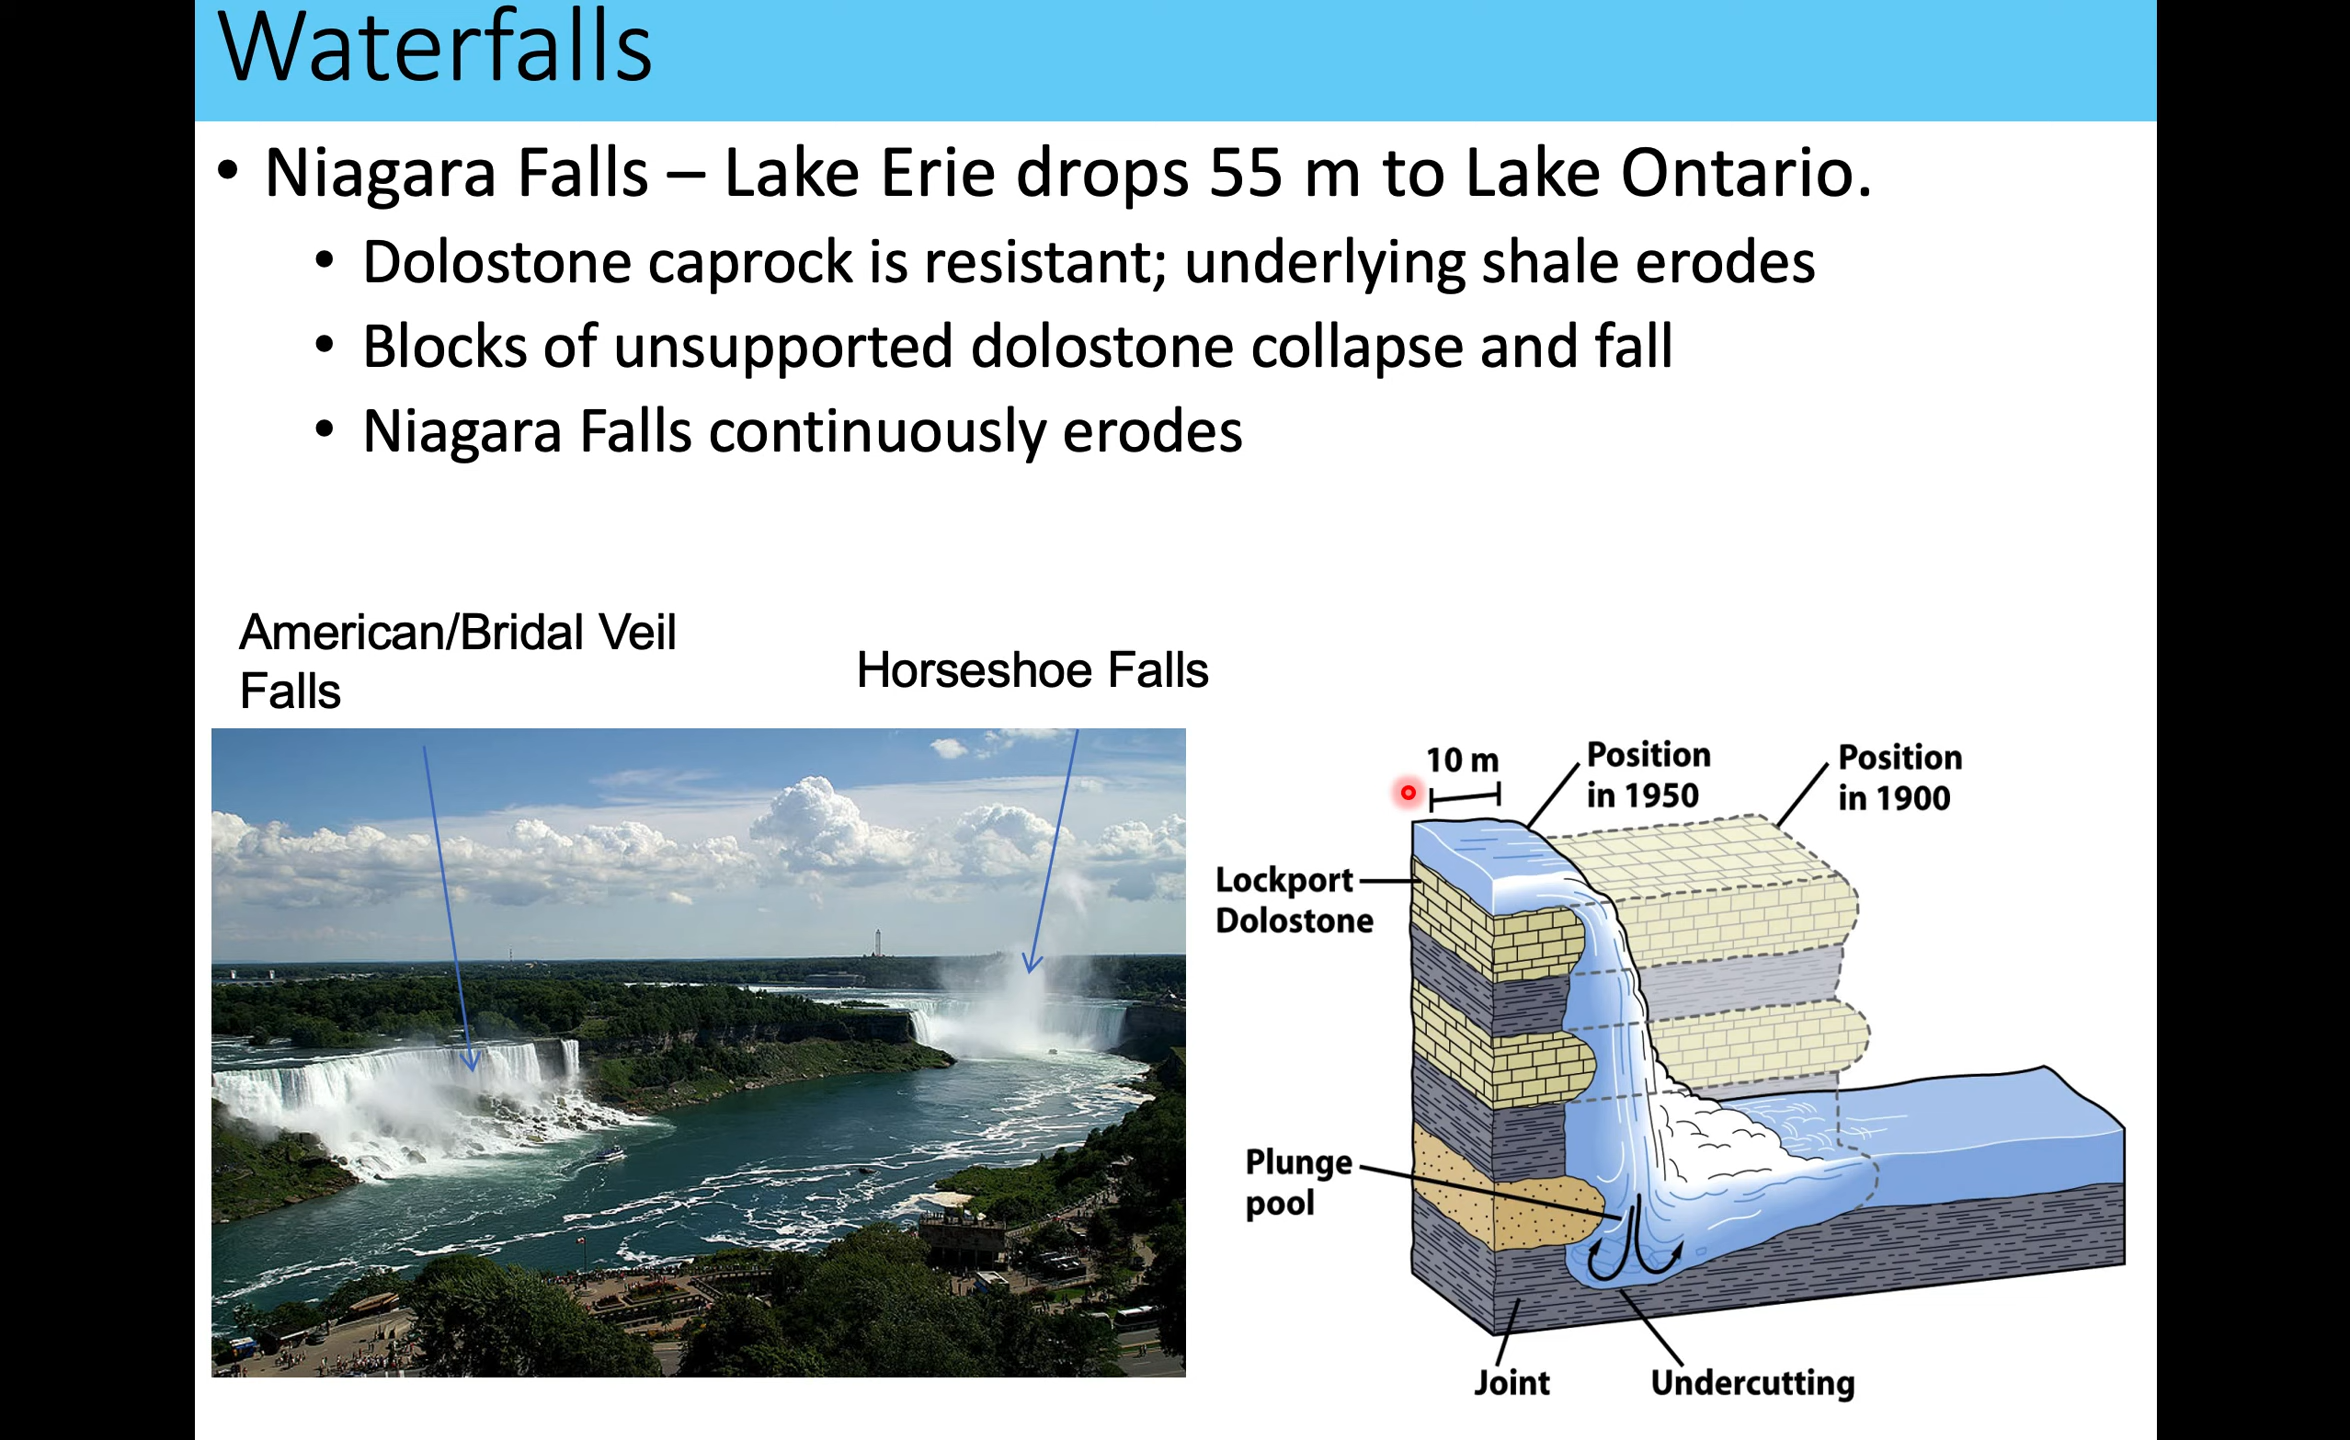 Waterfalls
• Niagara Falls – Lake Erie drops 55 m to Lake Ontario.
• Dolostone caprock is resistant; underlying shale erodes
• Blocks of unsupported dolostone collapse and fall
• Niagara Falls continuously erodes
American/Bridal Veil
Falls
Horseshoe Falls
10 m
Position
in 1950
Position
in 1900
Lockport
Dolostone
Plunge
pool
Joint
Undercutting